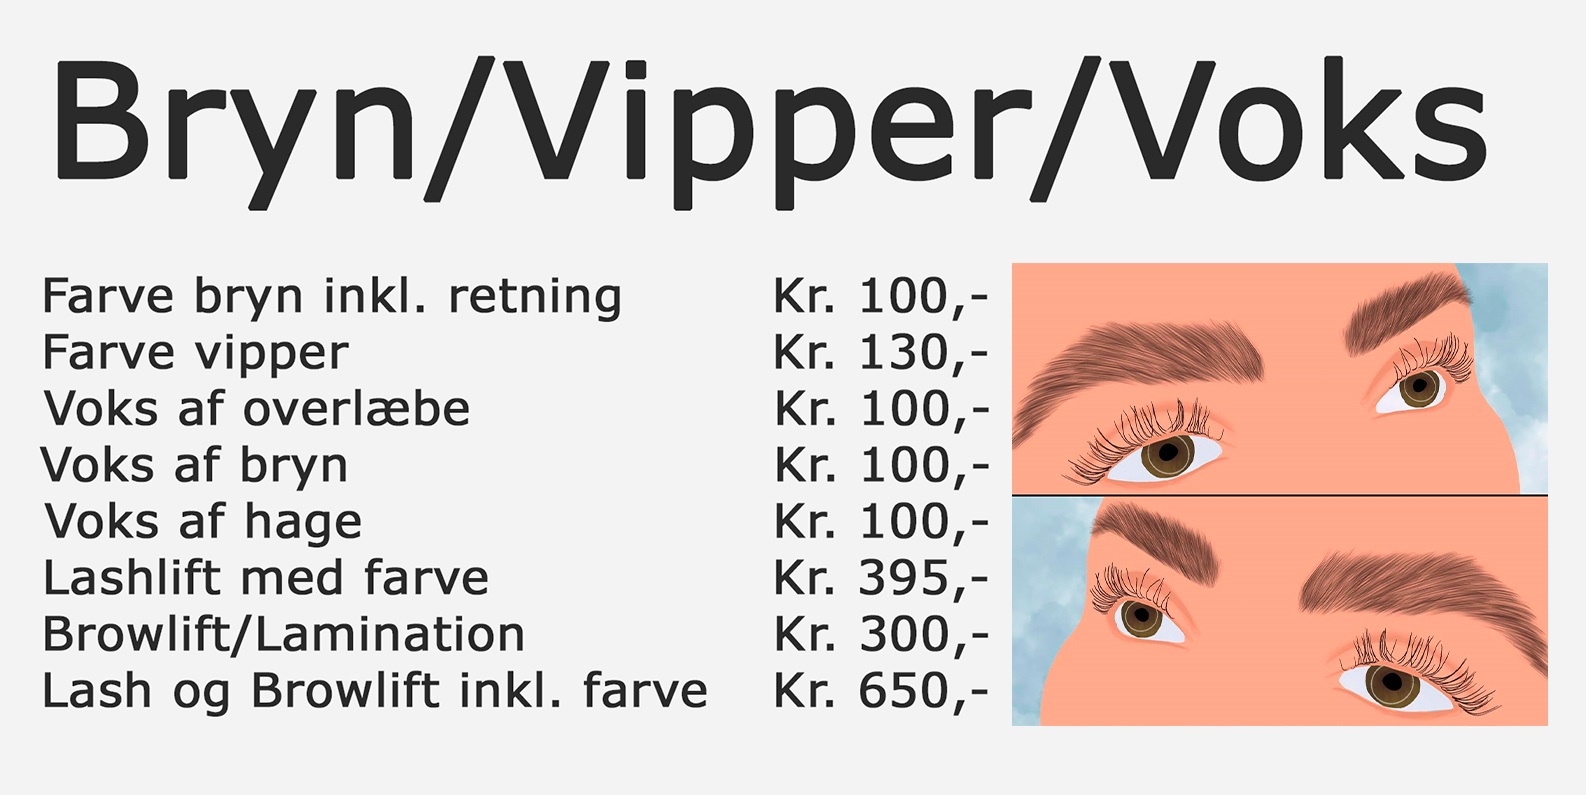 Bryn/Vipper/Voks
Farve bryn inkl. retning Kr. 100,-
Farve vipper Kr. 130,-
Voks af overlæbe Kr. 100,-
Voks af bryn Kr. 100,-
Voks af hage Kr. 100,-
Lashlift med farve Kr. 395,-
Browlift/Lamination Kr. 300,-
Lash og Browlift inkl. farve Kr. 650,-